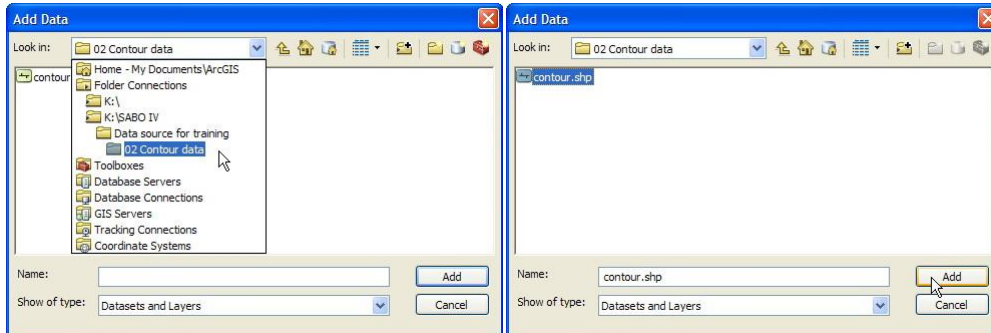 Add Data
Look in: 02 Contour data
contour
Home - My Documents\ArcGIS
Folder Connections
K:\
K:\SABO IV
Data source for training
02 Contour data
Toolboxes
Database Servers
Database Connections
GIS Servers
Tracking Connections
Coordinate Systems
Name: Add
Show of type: Datasets and Layers Cancel
Add Data
Look in: 02 Contour data
contour.shp
Name: contour.shp Add
Show of type: Datasets and Layers Cancel